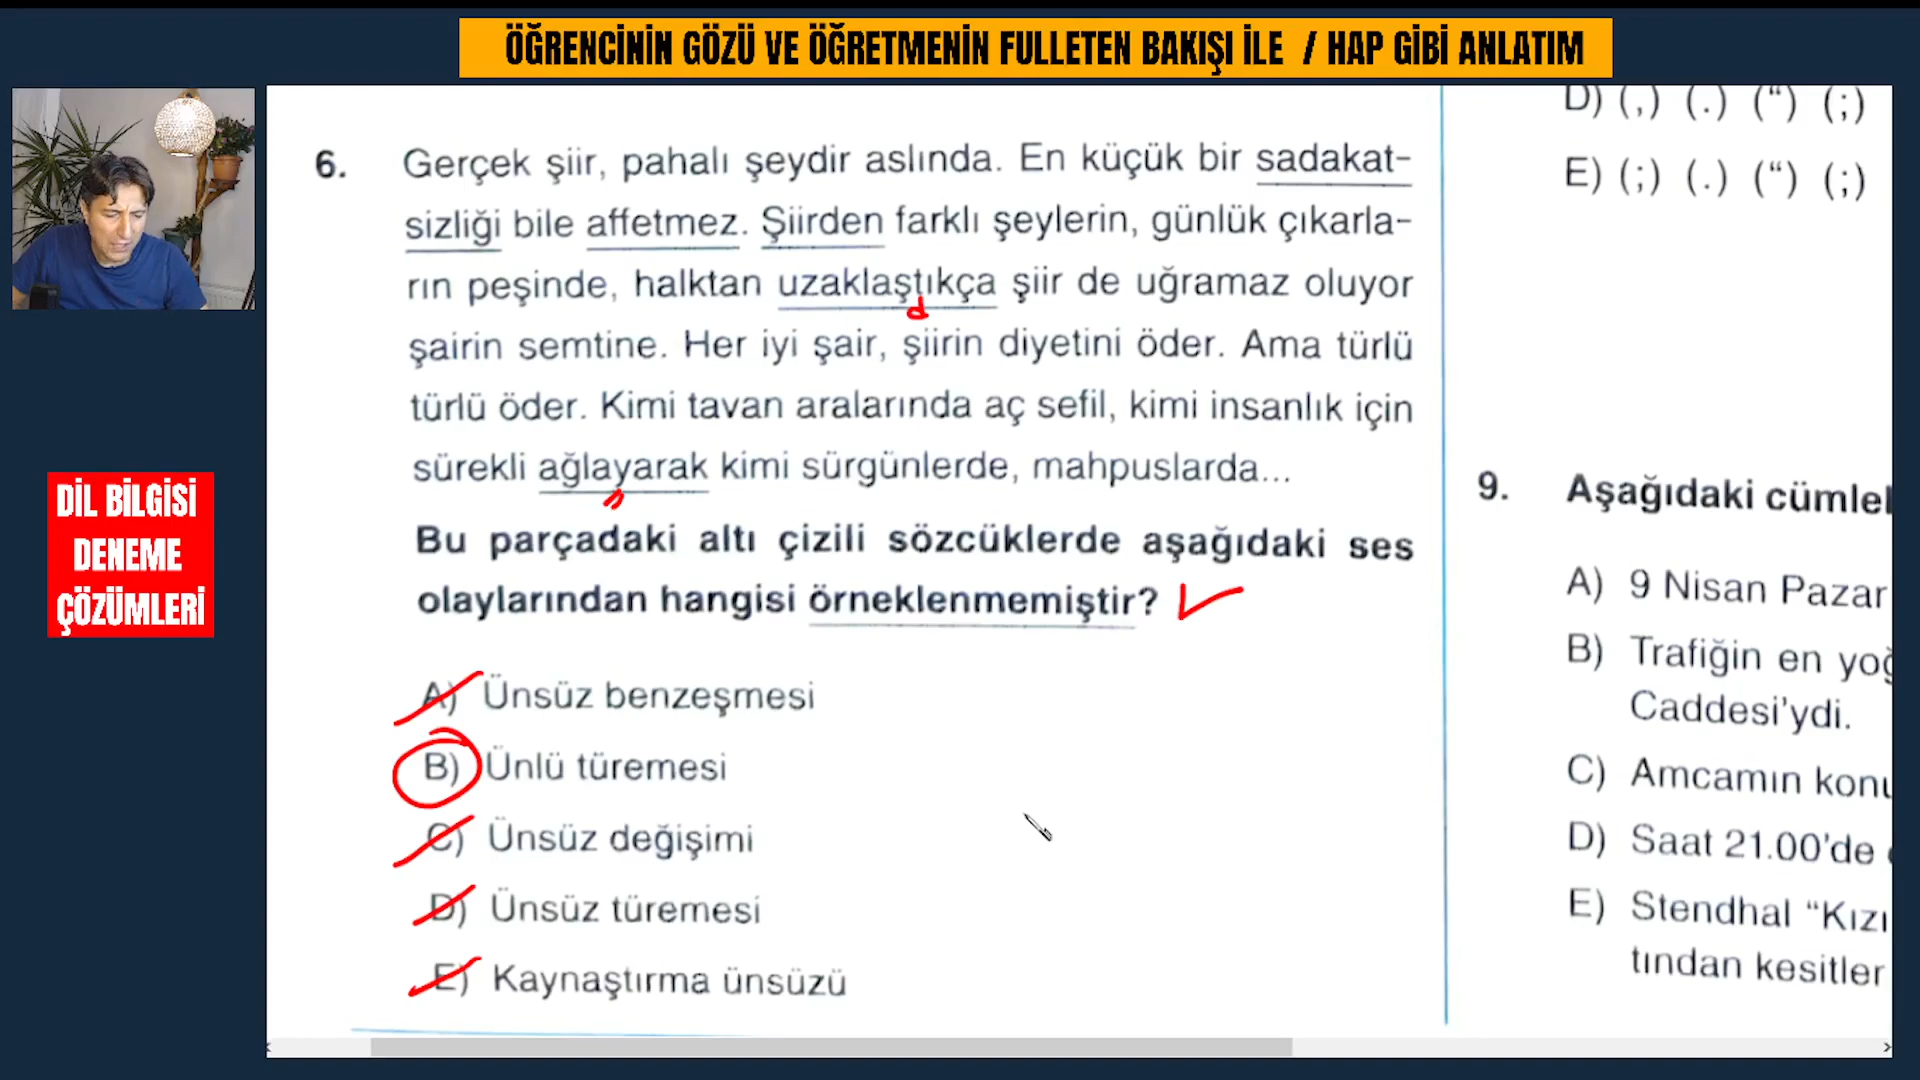 ÖĞRENCİNİN GÖZÜ VE ÖĞRETMENİN FULLETEN BAKIŞI İLE / HAP GİBİ ANLATIM
DİL BİLGİSİ
DENEME
ÇÖZÜMLERİ
6. Gerçek şiir, pahalı şeydir aslında. En küçük bir sadakat-
sizliği bile affetmez. Şiirden farklı şeylerin, günlük çıkarla-
rın peşinde, halktan uzaklaştıkça şiir de uğramaz oluyor
d
şairin semtine. Her iyi şair, şiirin diyetini öder. Ama türlü
türlü öder. Kimi tavan aralarında aç sefil, kimi insanlık için
sürekli ağlayarak kimi sürgünlerde, mahpuslarda...
Bu parçadaki altı çizili sözcüklerde aşağıdaki ses
olaylarından hangisi örneklenmemiştir?
A) Ünsüz benzeşmesi
B) Ünlü türemesi
C) Ünsüz değişimi
D) Ünsüz türemesi
E) Kaynaştırma ünsüzü
D) (,) (.) (“) (;)
E) (;) (.) (“) (;)
9. Aşağıdaki cümlel
A) 9 Nisan Pazar
B) Trafiğin en yoğ
Caddesi'ydi.
C) Amcamın konu
D) Saat 21.00'de
E) Stendhal “Kızı
tından kesitler